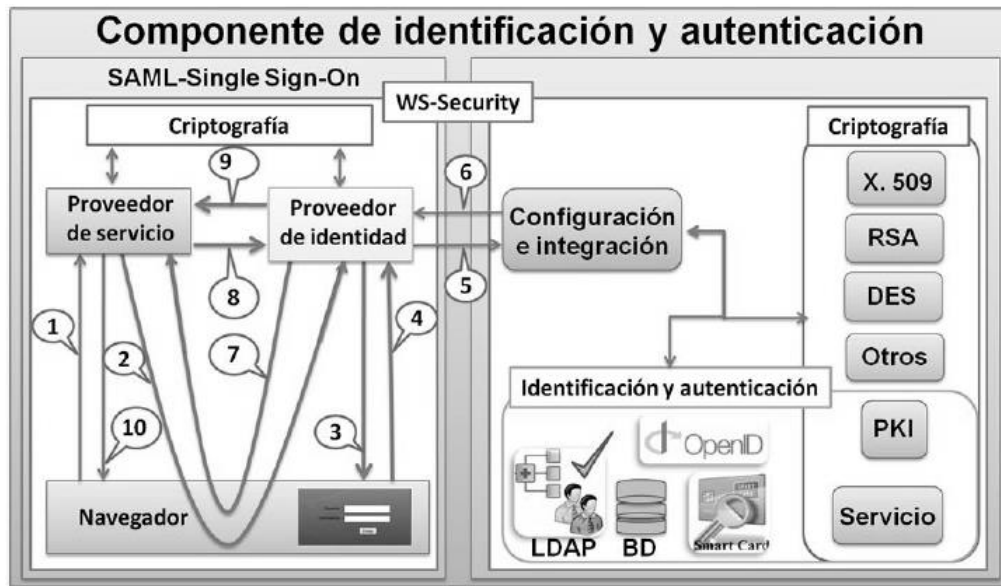 Componente de identificación y autenticación
SAML-Single Sign-On
WS-Security
Criptografía
9
Proveedor
de servicio
Proveedor
de identidad
8
1
2
7
4
10
3
Navegador
6
5
Configuración
e integración
Criptografía
X. 509
RSA
DES
Otros
PKI
Servicio
Identificación y autenticación
OpenID
LDAP
BD
Smart Card